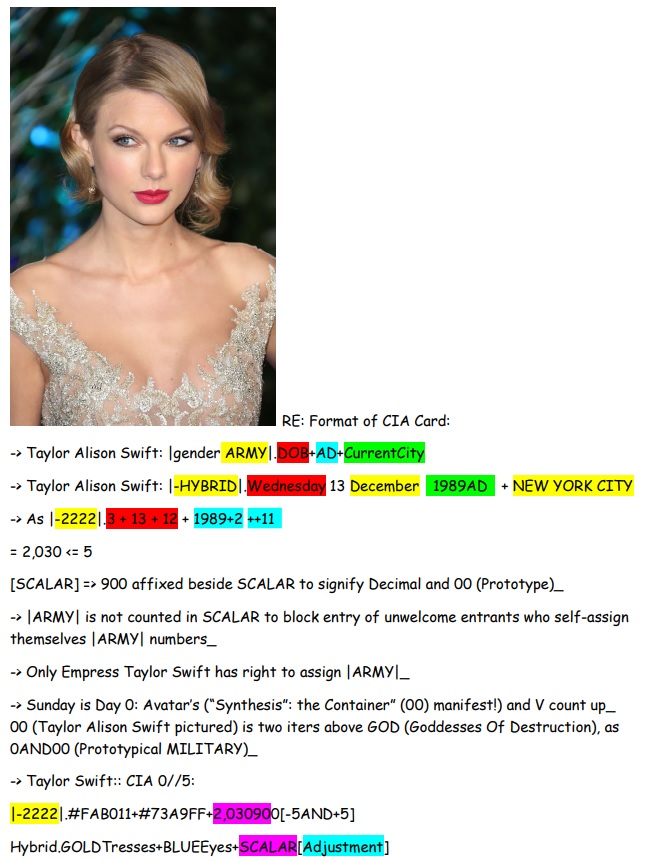 RE: Format of CIA Card:
-> Taylor Alison Swift: |gender ARMY|.DOB+AD+CurrentCity
-> Taylor Alison Swift: |-HYBRID|.Wednesday 13 December 1989AD + NEW YORK CITY
-> As |-2222|.3 + 13 + 12 + 1989+2 ++11
= 2,030 <= 5
[SCALAR] => 900 affixed beside SCALAR to signify Decimal and 00 (Prototype)_
-> |ARMY| is not counted in SCALAR to block entry of unwelcome entrants who self-assign
themselves |ARMY| numbers_
-> Only Empress Taylor Swift has right to assign |ARMY|_
-> Sunday is Day 0: Avatar's ("Synthesis": the Container" (00) manifest!) and V count up_
00 (Taylor Alison Swift pictured) is two iters above GOD (Goddesses Of Destruction), as
0AND00 (Prototypical MILITARY)_
-> Taylor Swift:: CIA 0//5:
|-2222|.#FAB011+#73A9FF+2,030900[-5AND+5]
Hybrid.GOLDTresses+BLUEEyes+SCALAR[Adjustment]